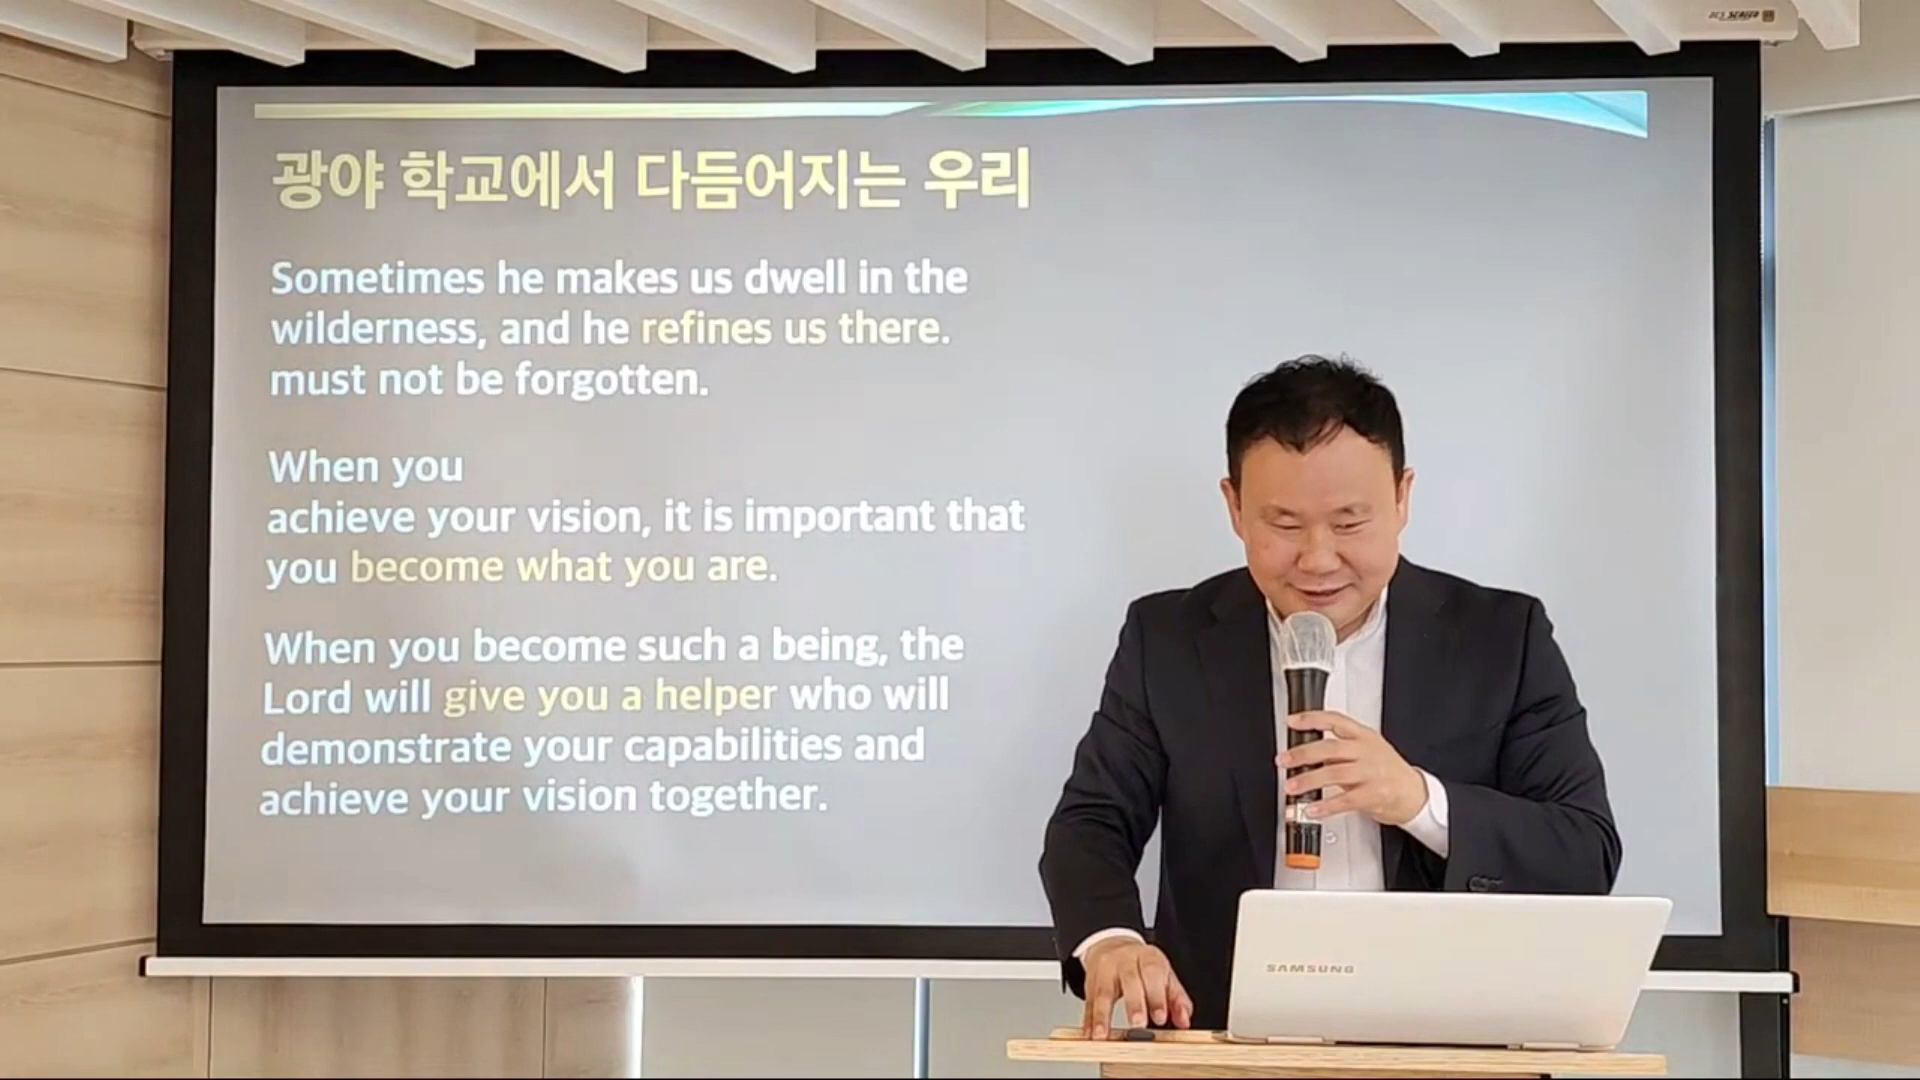 광야 학교에서 다듬어지는 우리
Sometimes he makes us dwell in the
wilderness, and he refines us there.
must not be forgotten.
When you
achieve your vision, it is important that
you become what you are.
When you become such a being, the
Lord will give you a helper who will
demonstrate your capabilities and
achieve your vision together.
SAMSUNG